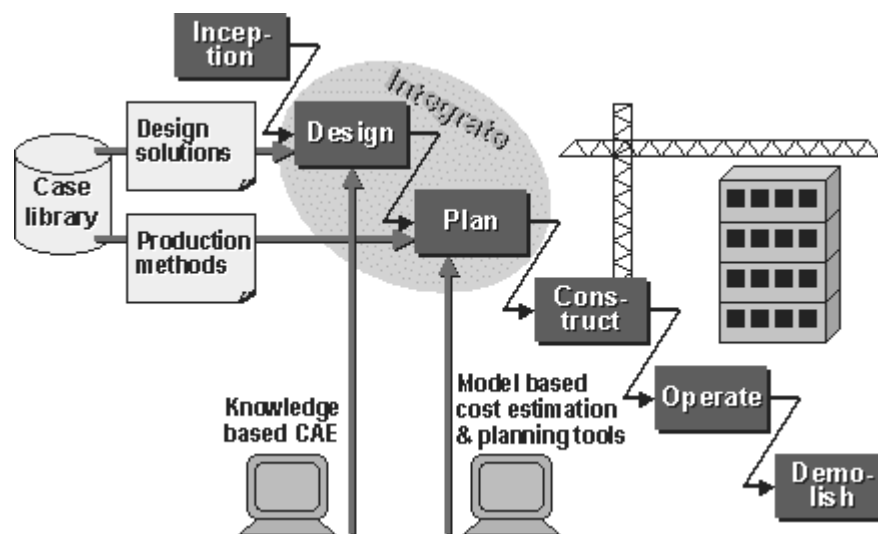 Incep-
tion
Integrate
Design
solutions
Design
Case
library
Plan
Production
methods
Cons-
truct
Knowledge
based CAE
Model based
cost estimation
& planning tools
Operate
Demo-
lish